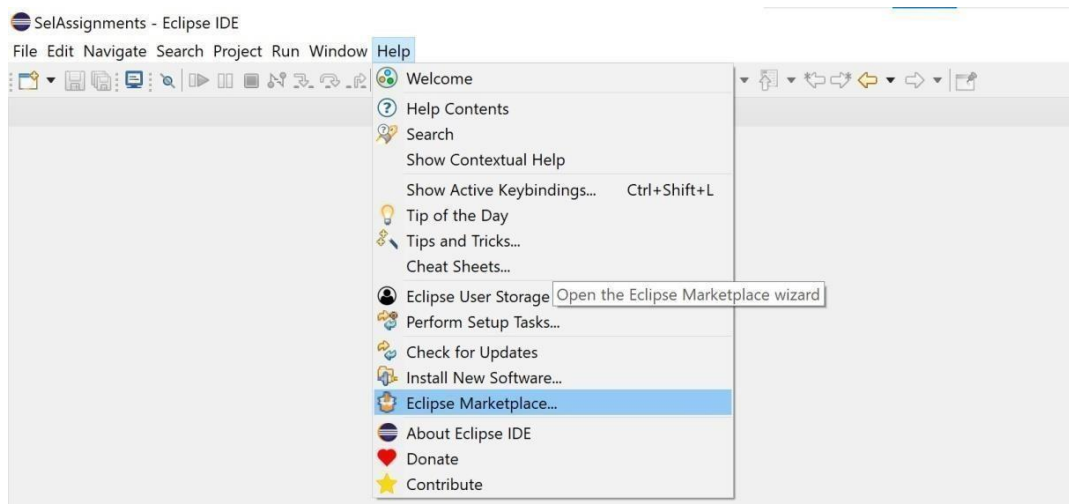 SelAssignments - Eclipse IDE
File Edit Navigate Search Project Run Window Help
Welcome
Help Contents
Search
Show Contextual Help
Show Active Keybindings... Ctrl+Shift+L
Tip of the Day
Tips and Tricks...
Cheat Sheets...
Eclipse User Storage
Open the Eclipse Marketplace wizard
Perform Setup Tasks...
Check for Updates
Install New Software...
Eclipse Marketplace...
About Eclipse IDE
Donate
Contribute